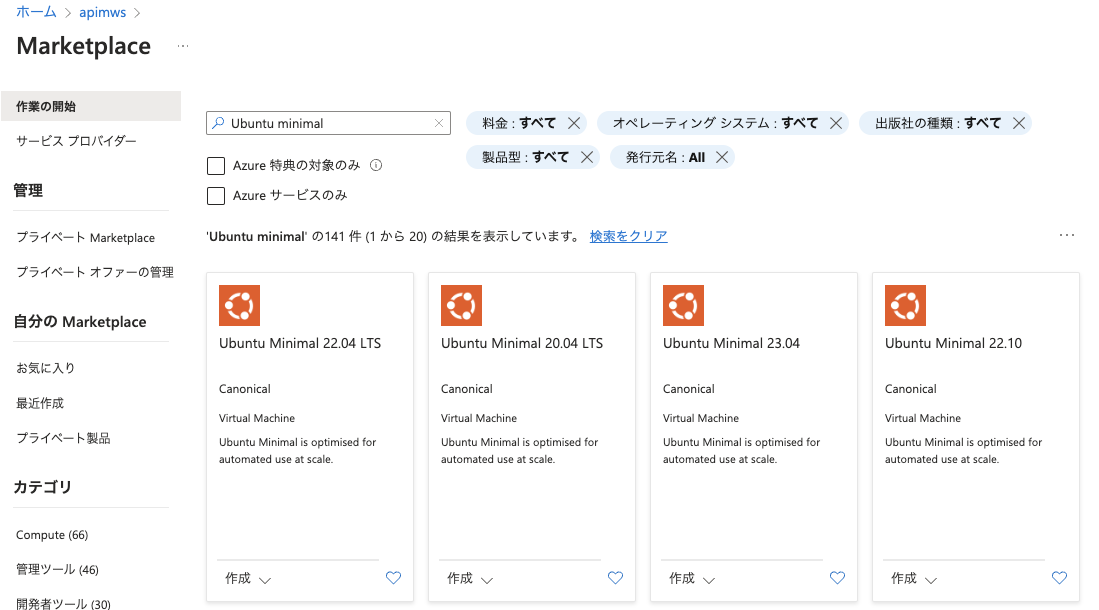 ホーム > apimws >
Marketplace ...
作業の開始
サービス プロバイダー
管理
プライベート Marketplace
プライベート オファーの管理
自分の Marketplace
お気に入り
最近作成
プライベート製品
カテゴリ
Compute (66)
管理ツール (46)
開発者ツール (30)
Ubuntu minimal
料金 : すべて
オペレーティング システム : すべて
出版社の種類 : すべて
製品型 : すべて
発行元名 : All
Azure 特典の対象のみ
Azure サービスのみ
'Ubuntu minimal' の141 件 (1 から 20) の結果を表示しています。 検索をクリア
Ubuntu Minimal 22.04 LTS
Canonical
Virtual Machine
Ubuntu Minimal is optimised for
automated use at scale.
作成
Ubuntu Minimal 20.04 LTS
Canonical
Virtual Machine
Ubuntu Minimal is optimised for
automated use at scale.
作成
Ubuntu Minimal 23.04
Canonical
Virtual Machine
Ubuntu Minimal is optimised for
automated use at scale.
作成
Ubuntu Minimal 22.10
Canonical
Virtual Machine
Ubuntu Minimal is optimised for
automated use at scale.
作成